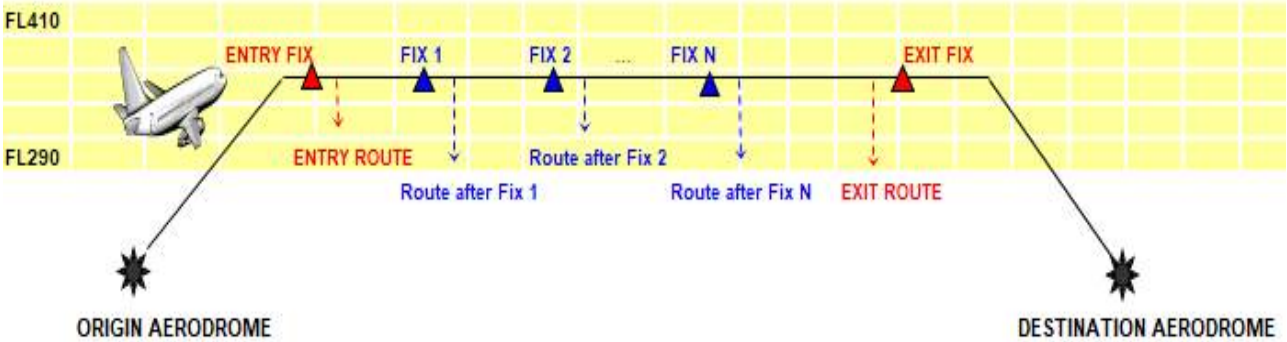 FL410
ENTRY FIX FIX 1 FIX 2 ... FIX N EXIT FIX
FL290 ENTRY ROUTE Route after Fix 2
Route after Fix 1 Route after Fix N EXIT ROUTE
ORIGIN AERODROME DESTINATION AERODROME